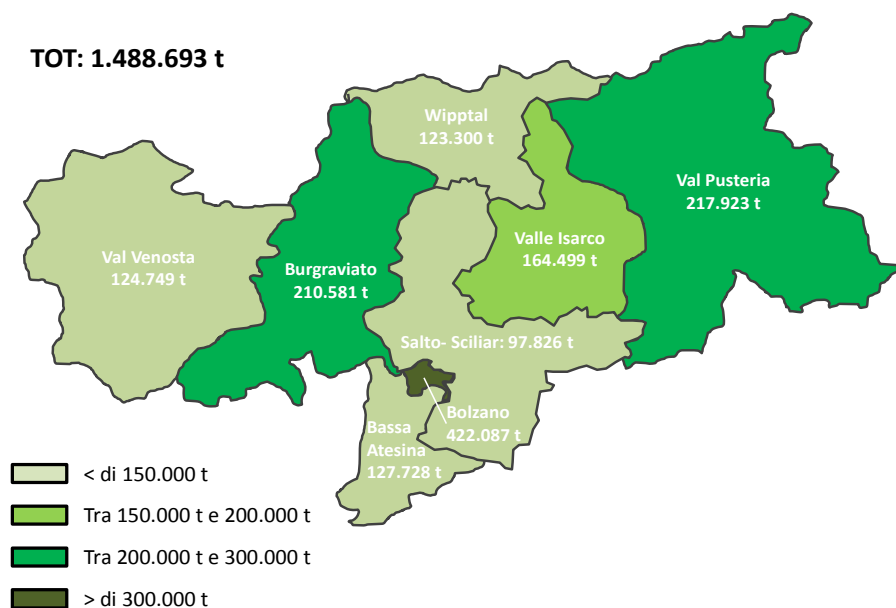 TOT: 1.488.693 t
Wipptal
123.300 t
Val Pusteria
217.923 t
Valle Isarco
164.499 t
Val Venosta
124.749 t
Burgraviato
210.581 t
Salto- Sciliar: 97.826 t
Bolzano
422.087 t
Bassa
Atesina
127.728 t
< di 150.000 t
Tra 150.000 t e 200.000 t
Tra 200.000 t e 300.000 t
> di 300.000 t